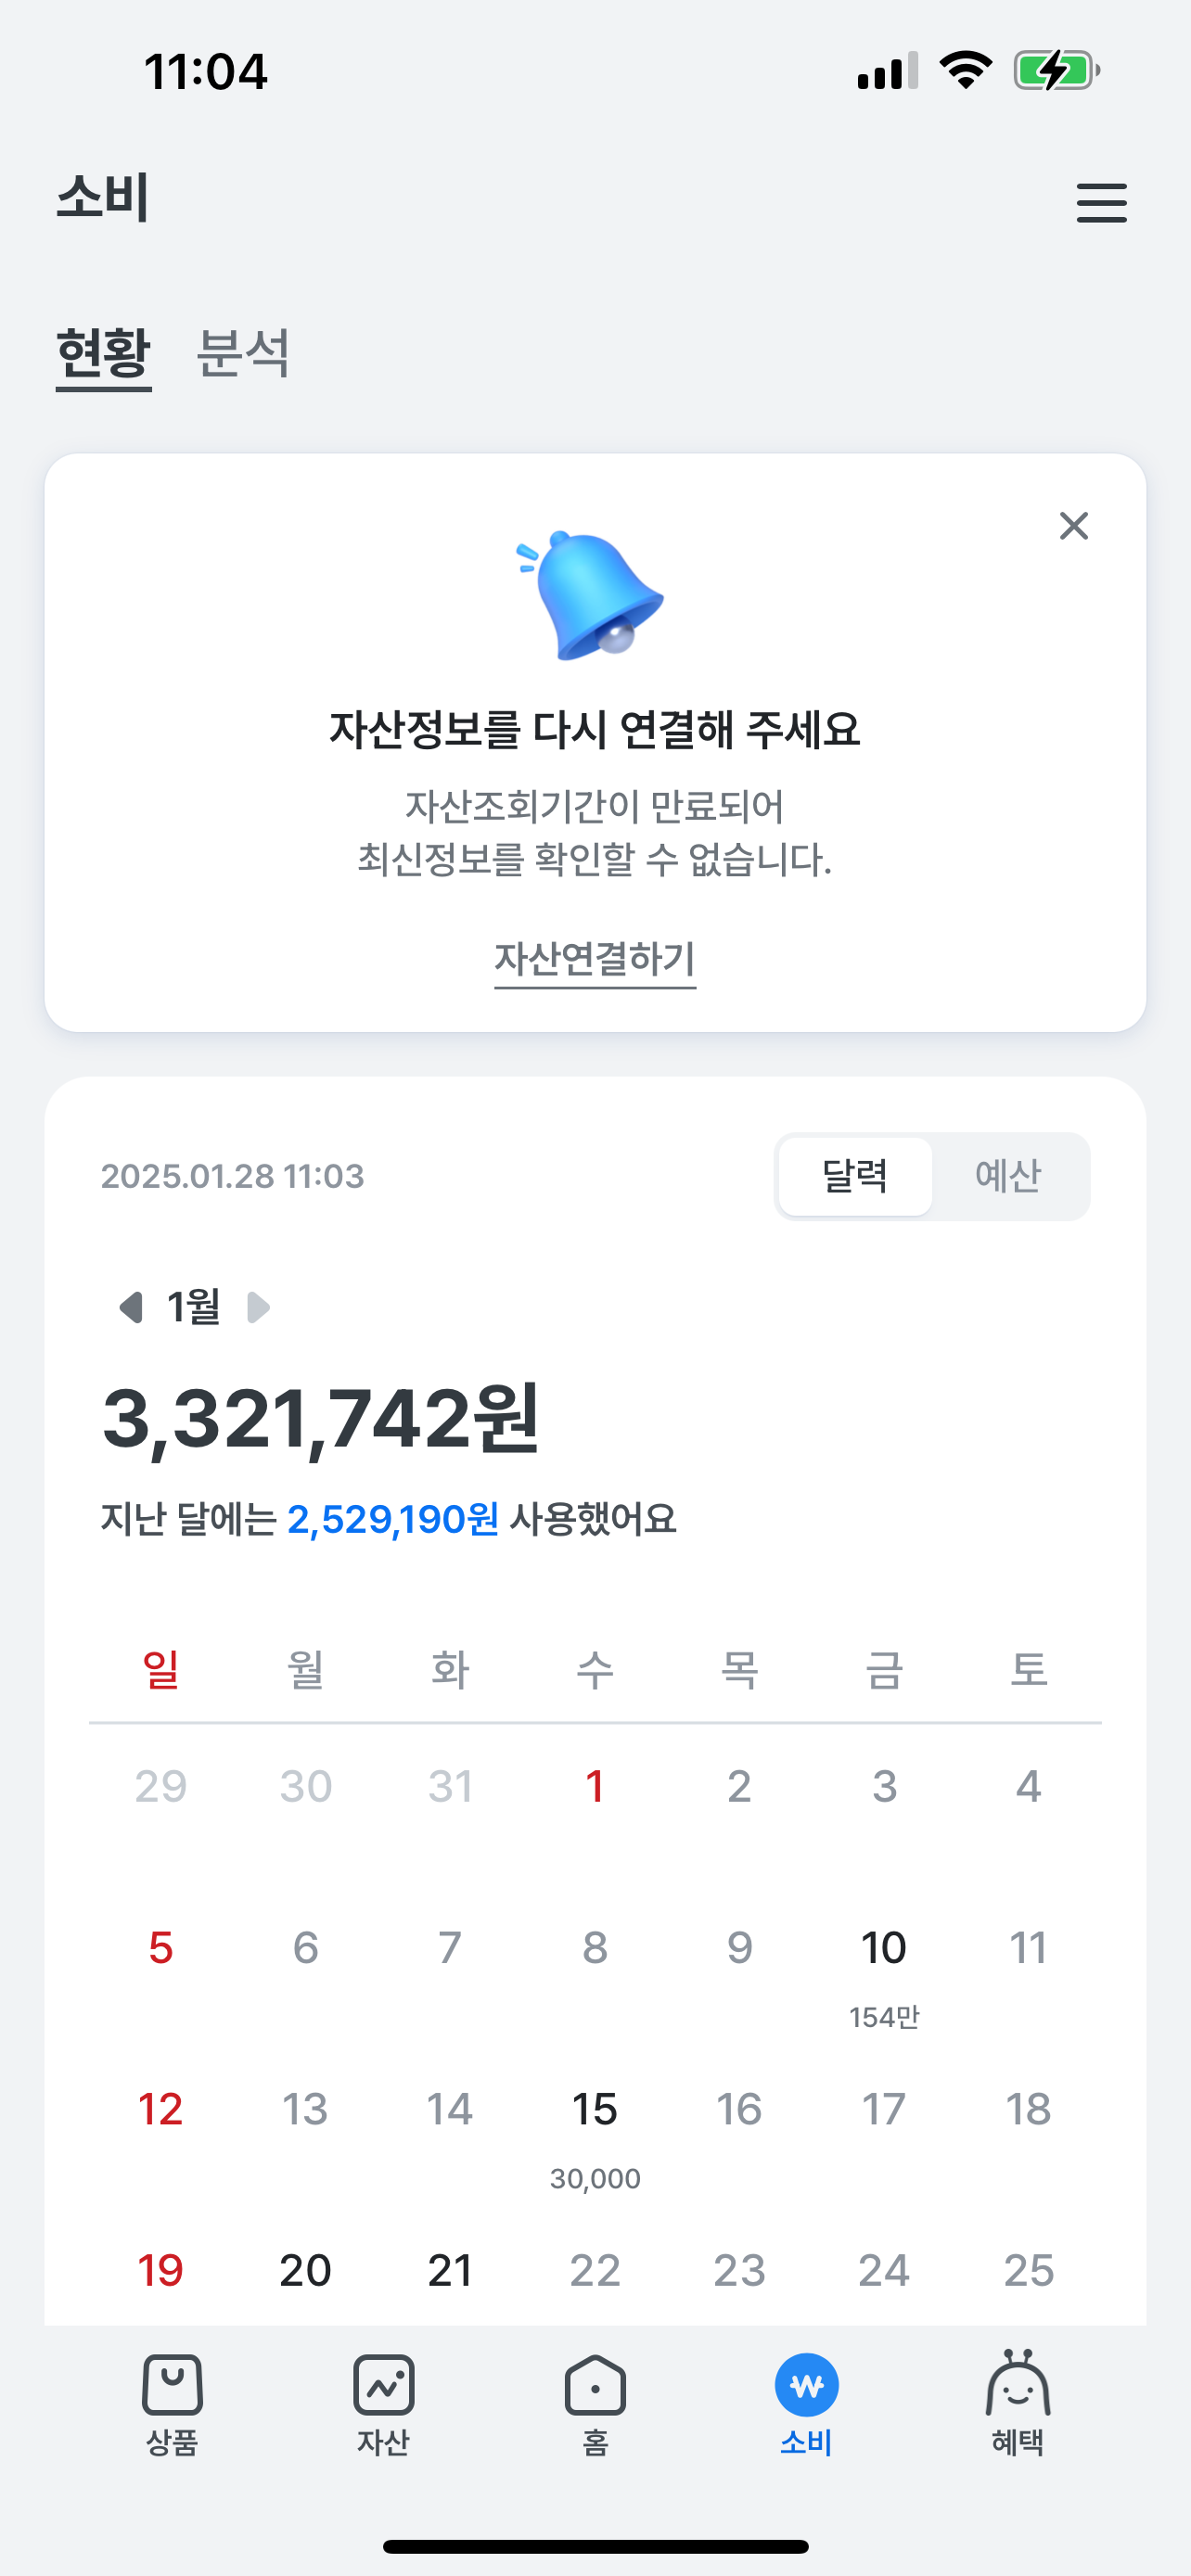 11:04
소비
현황 분석
자산정보를 다시 연결해 주세요
자산조회기간이 만료되어
최신정보를 확인할 수 없습니다.
자산연결하기
2025.01.28 11:03 달력 예산
1월
3,321,742원
지난 달에는 2,529,190원 사용했어요
일 월 화 수 목 금 토
29 30 31 1 2 3 4
5 6 7 8 9 10 11
154만
12 13 14 15 16 17 18
30,000
19 20 21 22 23 24 25
상품 자산 홈 소비 혜택